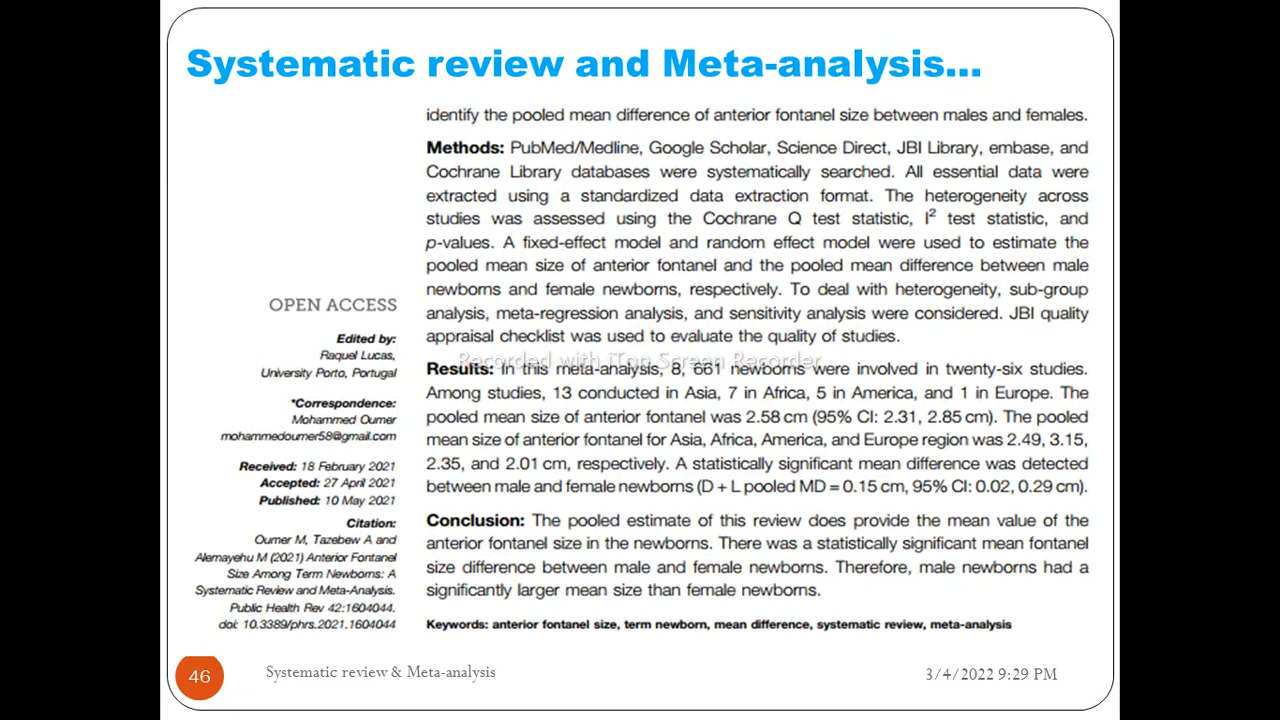 Systematic review and Meta-analysis...
identify the pooled mean difference of anterior fontanel size between males and females.
Methods: PubMed/Medline, Google Scholar, Science Direct, JBI Library, embase, and
Cochrane Library databases were systematically searched. All essential data were
extracted using a standardized data extraction format. The heterogeneity across
studies was assessed using the Cochrane Q test statistic, I² test statistic, and
p-values. A fixed-effect model and random effect model were used to estimate the
pooled mean size of anterior fontanel and the pooled mean difference between male
newborns and female newborns, respectively. To deal with heterogeneity, sub-group
analysis, meta-regression analysis, and sensitivity analysis were considered. JBI quality
appraisal checklist was used to evaluate the quality of studies.
Recorded with iTop Screen Recorder
Results: In this meta-analysis, 8, 661 newborns were involved in twenty-six studies.
Among studies, 13 conducted in Asia, 7 in Africa, 5 in America, and 1 in Europe. The
pooled mean size of anterior fontanel was 2.58 cm (95% CI: 2.31, 2.85 cm). The pooled
mean size of anterior fontanel for Asia, Africa, America, and Europe region was 2.49, 3.15,
2.35, and 2.01 cm, respectively. A statistically significant mean difference was detected
between male and female newborns (D + L pooled MD = 0.15 cm, 95% CI: 0.02, 0.29 cm).
Conclusion: The pooled estimate of this review does provide the mean value of the
anterior fontanel size in the newborns. There was a statistically significant mean fontanel
size difference between male and female newborns. Therefore, male newborns had a
significantly larger mean size than female newborns.
Keywords: anterior fontanel size, term newborn, mean difference, systematic review, meta-analysis
OPEN ACCESS
Edited by:
Raquel Lucas,
University Porto, Portugal
*Correspondence:
Mohammed Oumer
mohammedoumer58@gmail.com
Received: 18 February 2021
Accepted: 27 April 2021
Published: 10 May 2021
Citation:
Oumer M, Tazebew A and
Alemayehu M (2021) Anterior Fontanel
Size Among Term Newborns: A
Systematic Review and Meta-Analysis.
Public Health Rev 42:1604044.
doi: 10.3389/phrs.2021.1604044
46
Systematic review & Meta-analysis
3/4/2022 9:29 PM